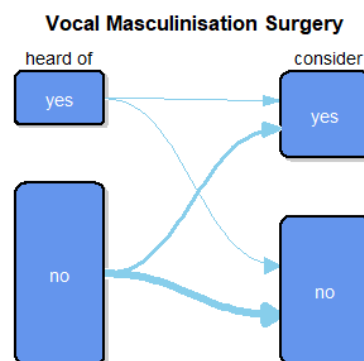 Vocal Masculinisation Surgery
heard of consider
yes yes
no no